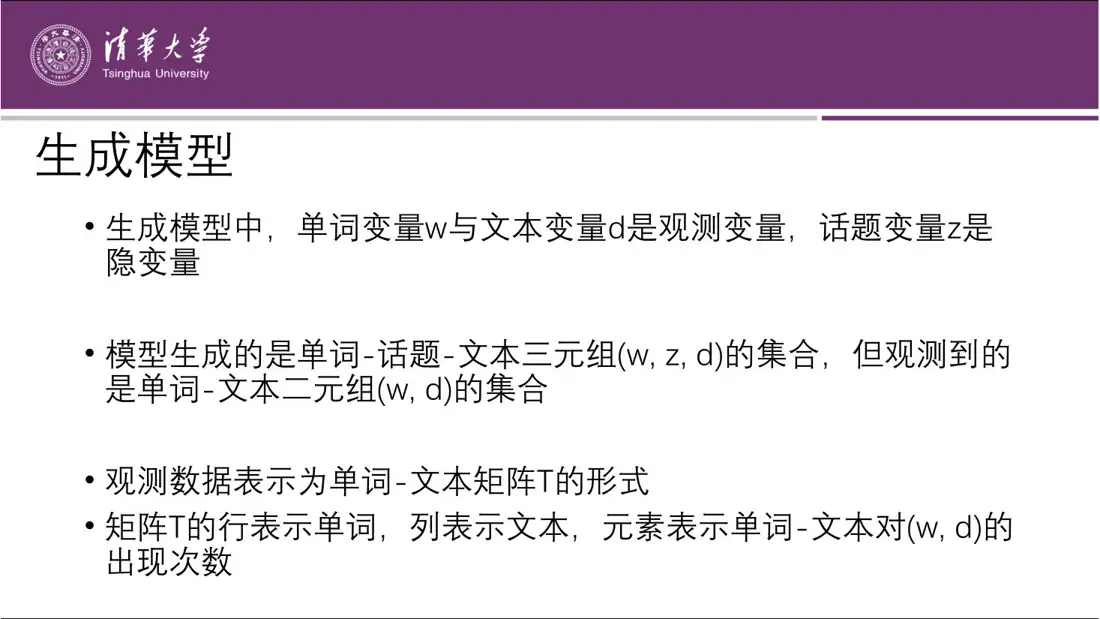 清华大学
Tsinghua University
生成模型
• 生成模型中，单词变量w与文本变量d是观测变量，话题变量z是
隐变量
• 模型生成的是单词-话题-文本三元组(w, z, d)的集合，但观测到的
是单词-文本二元组(w, d)的集合
• 观测数据表示为单词-文本矩阵T的形式
• 矩阵T的行表示单词，列表示文本，元素表示单词-文本对(w, d)的
出现次数